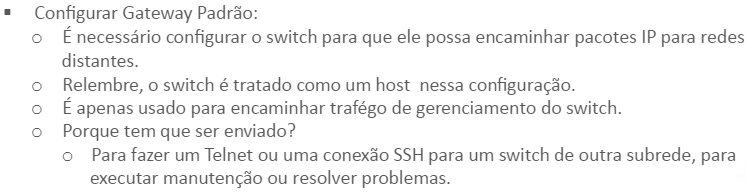 ▪ Configurar Gateway Padrão:
o É necessário configurar o switch para que ele possa encaminhar pacotes IP para redes
distantes.
o Relembre, o switch é tratado como um host nessa configuração.
o É apenas usado para encaminhar trafégo de gerenciamento do switch.
o Porque tem que ser enviado?
o Para fazer um Telnet ou uma conexão SSH para um switch de outra subrede, para
executar manutenção ou resolver problemas.